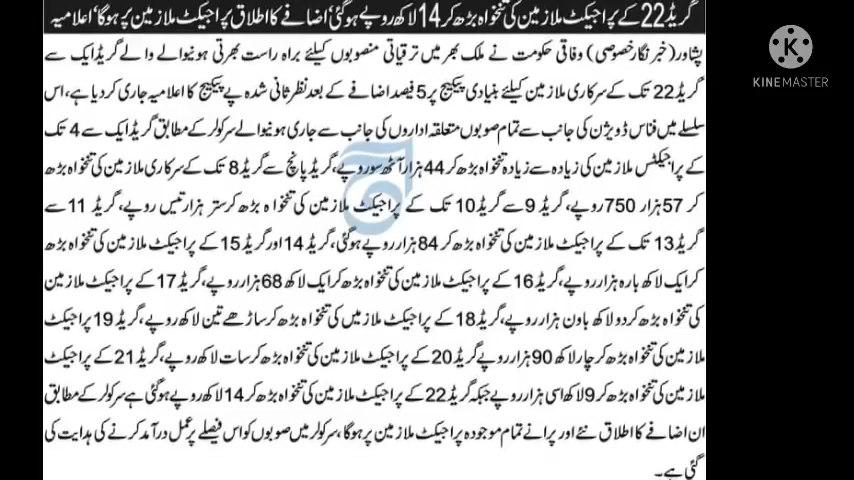 گریڈ 22 کے پراجیکٹ ملازمین کی تنخواہ بڑھ کر 14 لاکھ روپے ہوگئی، اضافے کا اطلاق پراجیکٹ ملازمین پر ہوگا، اعلامیہ
پشاور (خبر نگار خصوصی) وفاقی حکومت نے ملک بھر میں ترقیاتی منصوبوں کیلئے براہ راست بھرتی ہونیوالے والے گریڈ ایک سے
گریڈ 22 تک کے سرکاری ملازمین کیلئے بنیادی پیکیج پر 5 فیصد اضافے کے بعد نظر ثانی شدہ پے پیکیج کا اعلامیہ جاری کردیا ہے، اس
سلسلے میں فناس ڈویژن کی جانب سے تمام صوبوں متعلقہ اداروں کی جانب سے جاری ہونیوالے سرکولر کے مطابق گریڈ ایک سے 4 تک
کے پراجیکٹس ملازمین کی زیادہ سے زیادہ تنخواہ بڑھ کر 44 ہزار آٹھ سو روپے، گریڈ پانچ سے گریڈ 8 تک کے سرکاری ملازمین کی تنخواہ بڑھ
کر 57 ہزار 750 روپے، گریڈ 9 سے گریڈ 10 تک کے پراجیکٹ ملازمین کی تنخواہ بڑھ کر ستر ہزار تیس روپے، گریڈ 11 سے
گریڈ 13 تک کے پراجیکٹ ملازمین کی تنخواہ بڑھ کر 84 ہزار روپے ہوگئی، گریڈ 14 اور گریڈ 15 کے پراجیکٹ ملازمین کی تنخواہ بڑھ
کر ایک لاکھ بارہ ہزار روپے، گریڈ 16 کے پراجیکٹ ملازمین کی تنخواہ بڑھ کر ایک لاکھ 68 ہزار روپے، گریڈ 17 کے پراجیکٹ ملازمین
کی تنخواہ بڑھ کر دو لاکھ باون ہزار روپے، گریڈ 18 کے پراجیکٹ ملازمیں کی تنخواہ بڑھ کر ساڑھے تین لاکھ روپے، گریڈ 19 پراجیکٹ
ملازمین کی تنخواہ بڑھ کر چار لاکھ 90 ہزار روپے گریڈ 20 کے پراجیکٹ ملازمین کی تنخواہ بڑھ کر سات لاکھ روپے، گریڈ 21 کے پراجیکٹ
ملازمین کی تنخواہ بڑھ کر 9 لاکھ اسی ہزار روپے جبکہ گریڈ 22 کے پراجیکٹ ملازمین کی تنخواہ بڑھ کر 14 لاکھ روپے ہوگئی ہے سرکولر کے مطابق
ان اضافے کا اطلاق نئے اور پرانے تمام موجودہ پراجیکٹ ملازمین پر ہوگا، سرکولر میں صوبوں کو اس فیصلے پر عمل درآمد کرنے کی ہدایت کی
گئی ہے۔
KINEMASTER